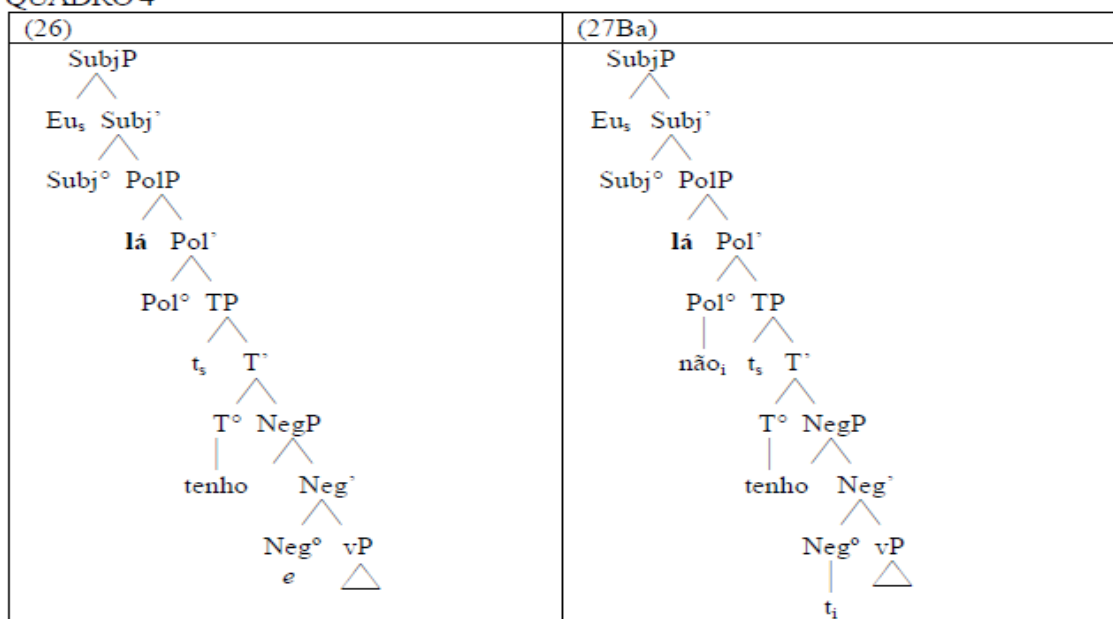 QUADRO 4
(26) (27Ba)
SubjP SubjP
Eus Subj’ Eus Subj’
Subj° PolP Subj° PolP
lá Pol’ lá Pol’
Pol° TP Pol° TP
ts T’ nãoi ts T’
T° NegP T° NegP
tenho Neg’ tenho Neg’
Neg° vP Neg° vP
e
ti